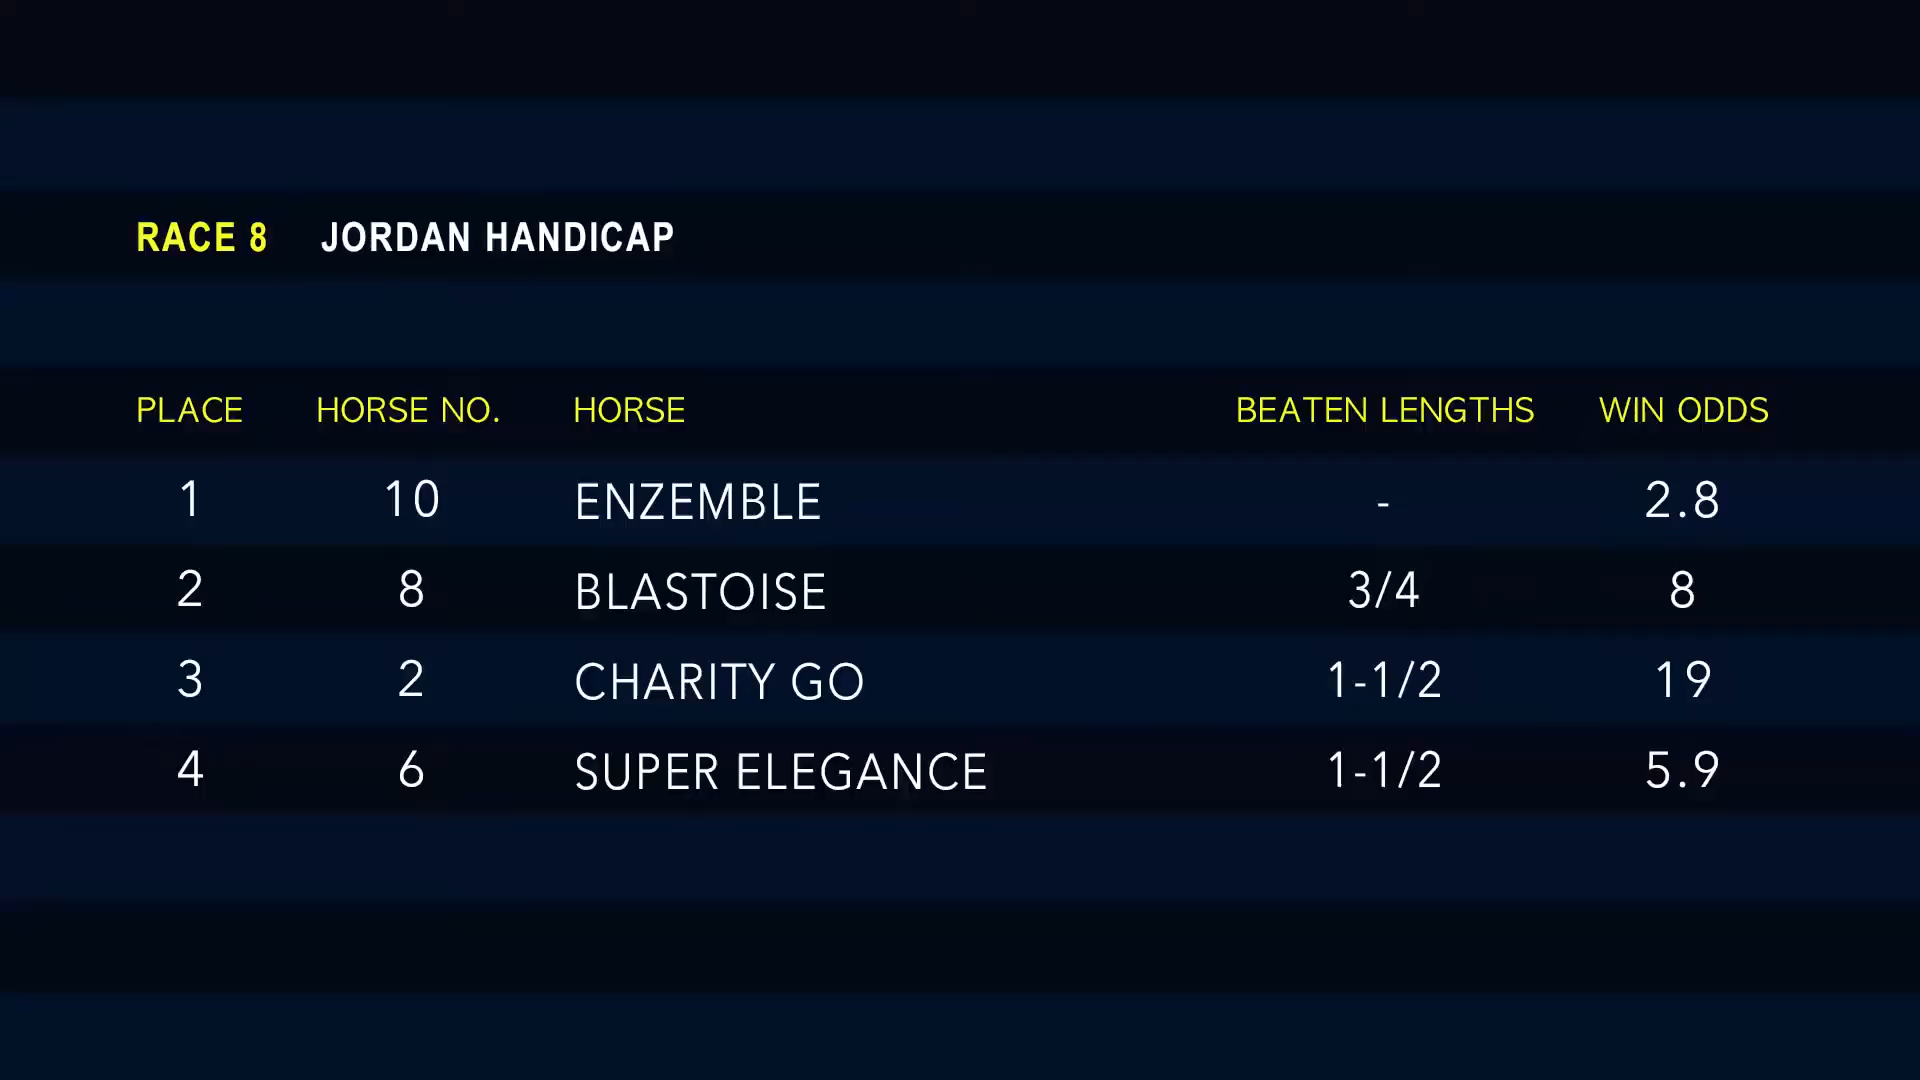 RACE 8 JORDAN HANDICAP
PLACE HORSE NO. HORSE BEATEN LENGTHS WIN ODDS
1 10 ENZEMBLE - 2.8
2 8 BLASTOISE 3/4 8
3 2 CHARITY GO 1-1/2 19
4 6 SUPER ELEGANCE 1-1/2 5.9